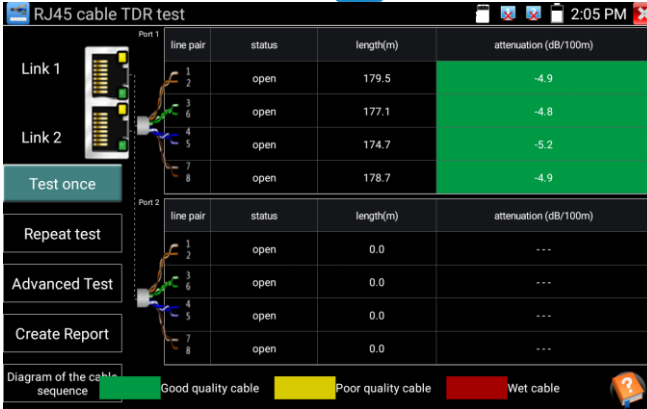 RJ45 cable TDR test
2:05 PM
Link 1
Link 2
Test once
Repeat test
Advanced Test
Create Report
Diagram of the cable
sequence
Port 1
line pair status length(m) attenuation (dB/100m)
1
2 open 179.5 -4.9
3
6 open 177.1 -4.8
4
5 open 174.7 -5.2
7
8 open 178.7 -4.9
Port 2
line pair status length(m) attenuation (dB/100m)
1
2 open 0.0 ---
3
6 open 0.0 ---
4
5 open 0.0 ---
7
8 open 0.0 ---
Good quality cable Poor quality cable Wet cable